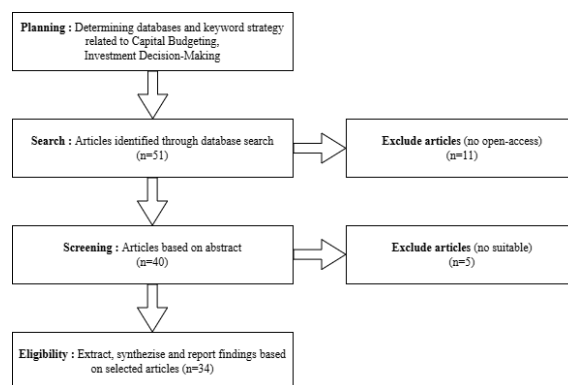 Planning : Determining databases and keyword strategy
related to Capital Budgeting,
Investment Decision-Making
Search : Articles identified through database search
(n=51)
Exclude articles (no open-access)
(n=11)
Screening : Articles based on abstract
(n=40)
Exclude articles (no suitable)
(n=5)
Eligibility : Extract, synthezise and report findings based
on selected articles (n=34)